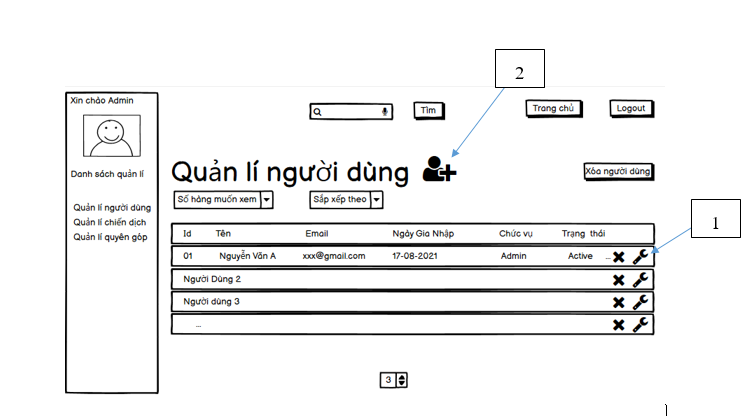 2
Xin chào Admin
Tìm
Trang chủ
Logout
Quản lí người dùng
Xóa người dùng
Danh sách quản lí
Số hàng muốn xem
Sắp xếp theo
Quản lí người dùng
Quản lí chiến dịch
Quản lí quyên góp
1
Id Tên Email Ngày Gia Nhập Chức vụ Trạng thái
01 Nguyễn Văn A xxx@gmail.com 17-08-2021 Admin Active ...
Người Dùng 2
Người dùng 3
...
3